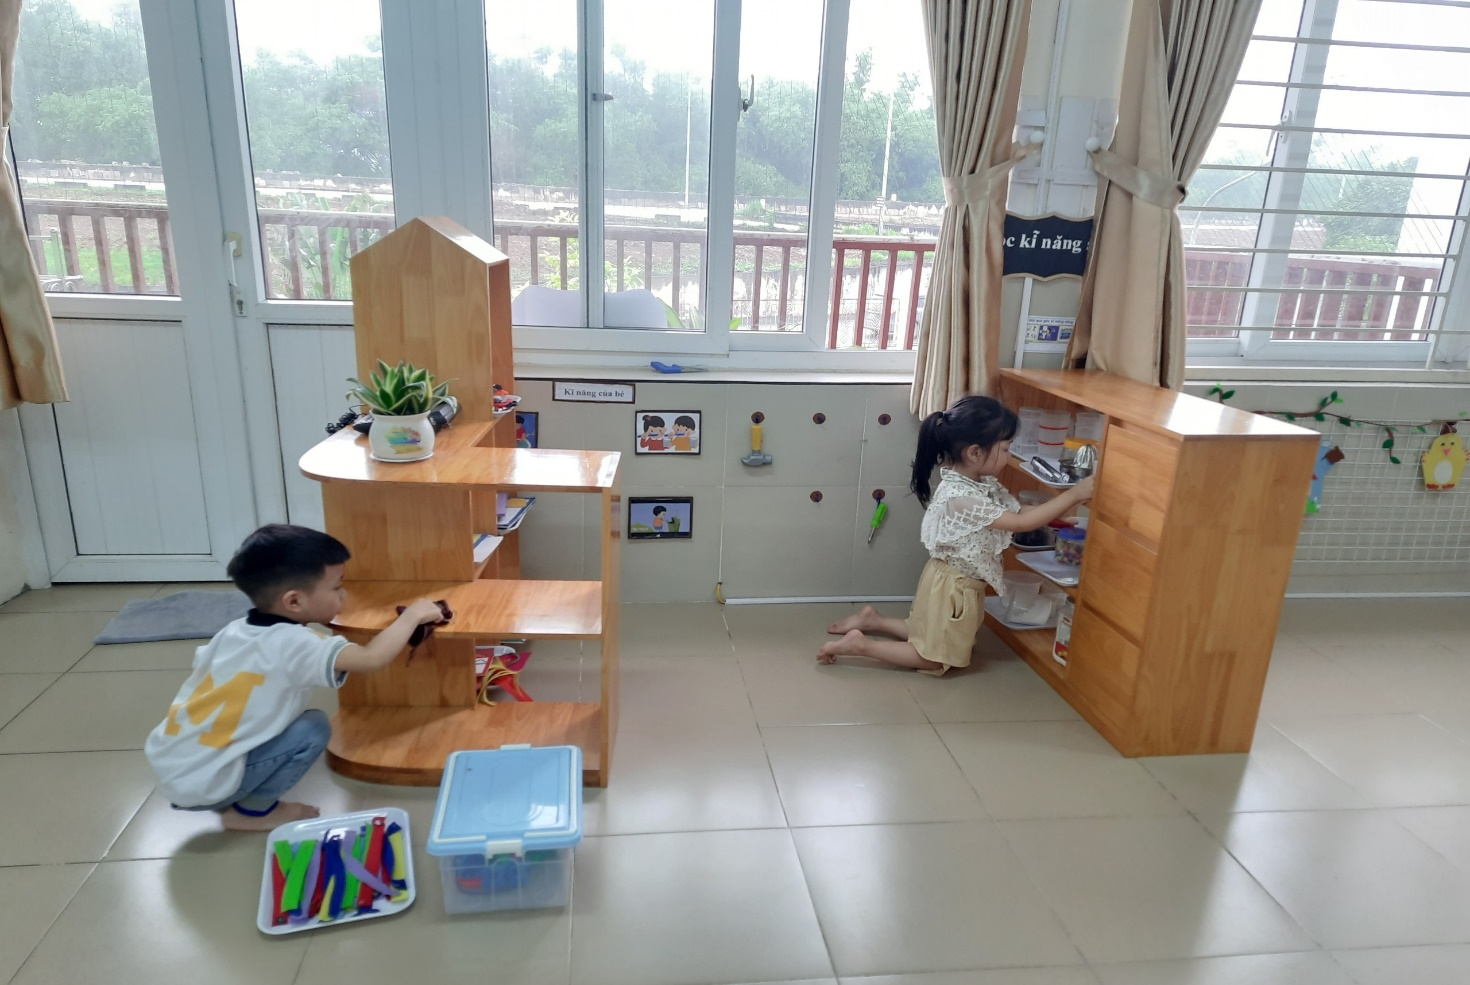 ọc kĩ năng
Kĩ năng của bé
M